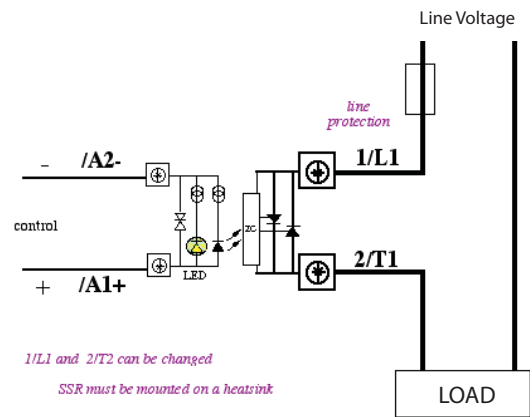 Line Voltage
line
protection
- /A2-
1/L1
control
ZC
LED
+ /A1+
2/T1
1/L1 and 2/T2 can be changed
SSR must be mounted on a heatsink
LOAD